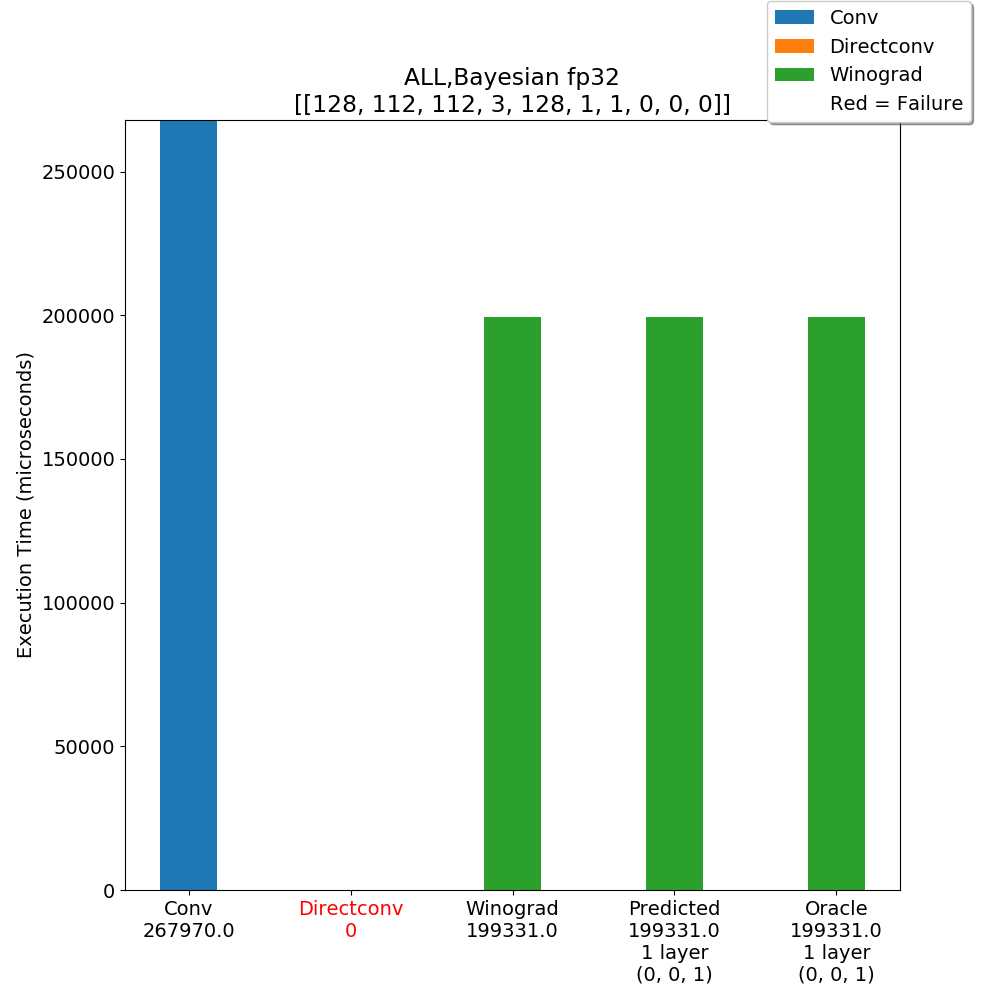 Conv
Directconv
Winograd
Red = Failure
ALL,Bayesian fp32
[[128, 112, 112, 3, 128, 1, 1, 0, 0, 0]]
Execution Time (microseconds)
250000
200000
150000
100000
50000
0
Conv
267970.0
Directconv
0
Winograd
199331.0
Predicted
199331.0
1 layer
(0, 0, 1)
Oracle
199331.0
1 layer
(0, 0, 1)